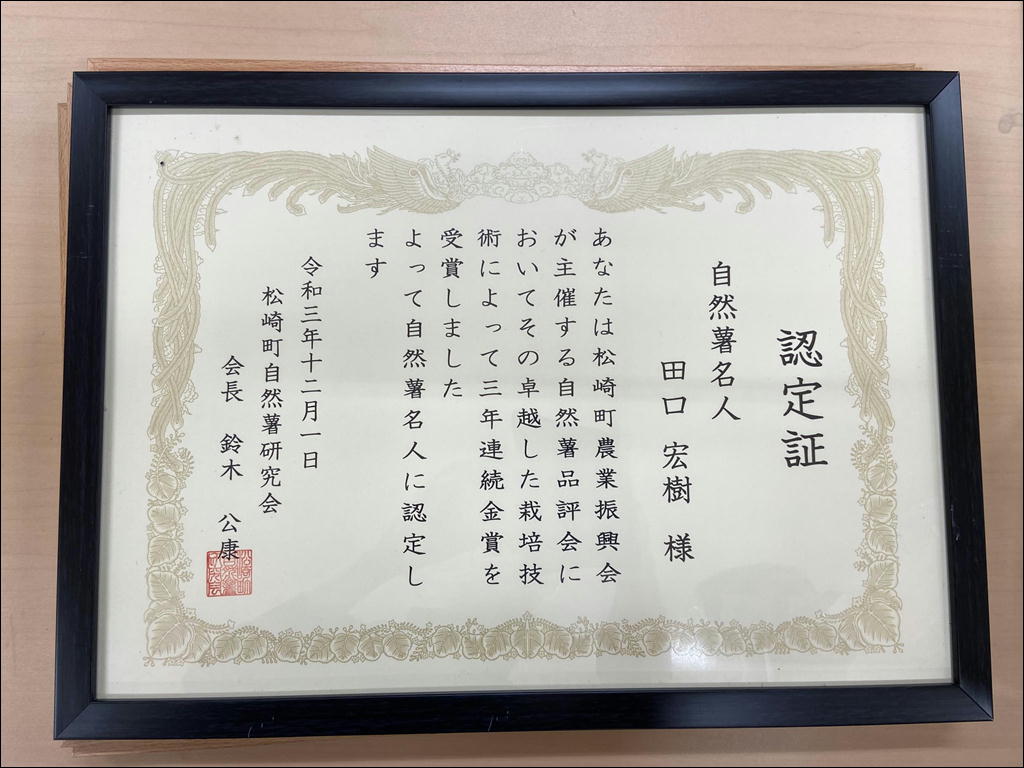 認定証
自然薯名人
田口 宏樹 様
あなたは松崎町農業振興会
が主催する自然薯品評会に
おいてその卓越した栽培技
術によって三年連続金賞を
受賞しました
よって自然薯名人に認定し
ます
令和三年十二月一日
松崎町自然薯研究会
会長 鈴木 公康